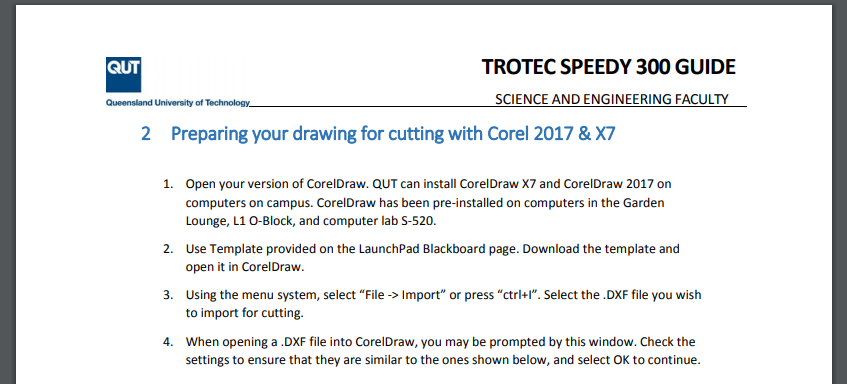 QUT
TROTEC SPEEDY 300 GUIDE
Queensland University of Technology
SCIENCE AND ENGINEERING FACULTY
2 Preparing your drawing for cutting with Corel 2017 & X7
1. Open your version of CorelDraw. QUT can install CorelDraw X7 and CorelDraw 2017 on
computers on campus. CorelDraw has been pre-installed on computers in the Garden
Lounge, L1 O-Block, and computer lab S-520.
2. Use Template provided on the LaunchPad Blackboard page. Download the template and
open it in CorelDraw.
3. Using the menu system, select “File -> Import” or press “ctrl+I”. Select the .DXF file you wish
to import for cutting.
4. When opening a .DXF file into CorelDraw, you may be prompted by this window. Check the
settings to ensure that they are similar to the ones shown below, and select OK to continue.